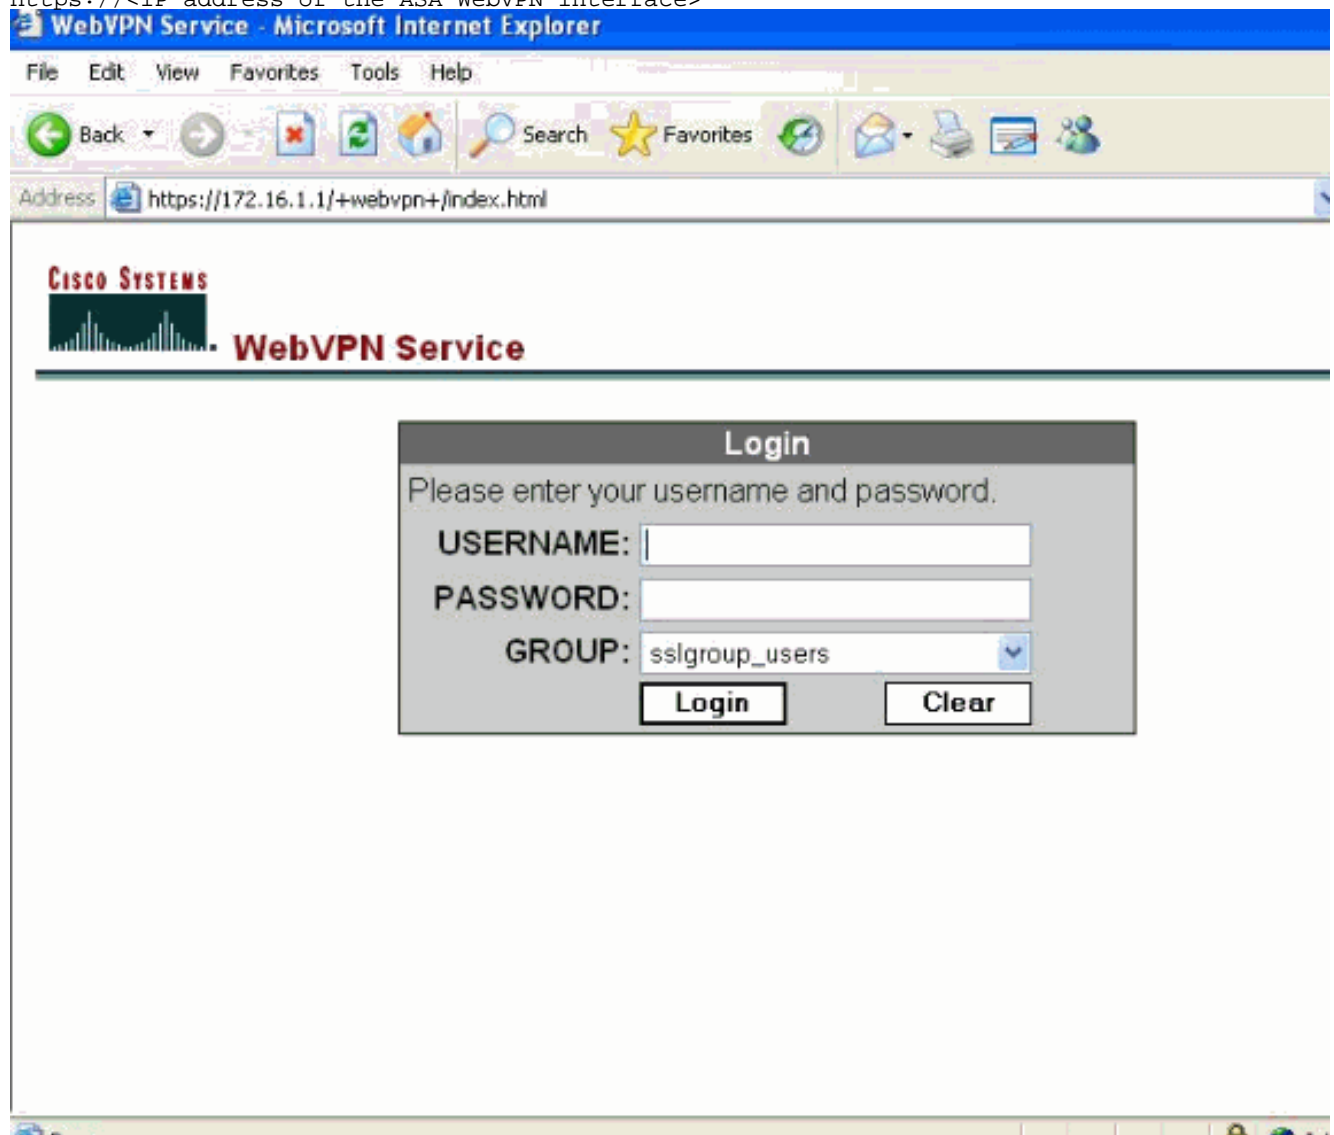 https://<IP address of the ASA WebVPN interface>
WebVPN Service - Microsoft Internet Explorer
File Edit View Favorites Tools Help
Back Search Favorites
Address https://172.16.1.1/+webvpn+/index.html
CISCO SYSTEMS
WebVPN Service
Login
Please enter your username and password.
USERNAME:
PASSWORD:
GROUP: sslgroup_users
Login Clear